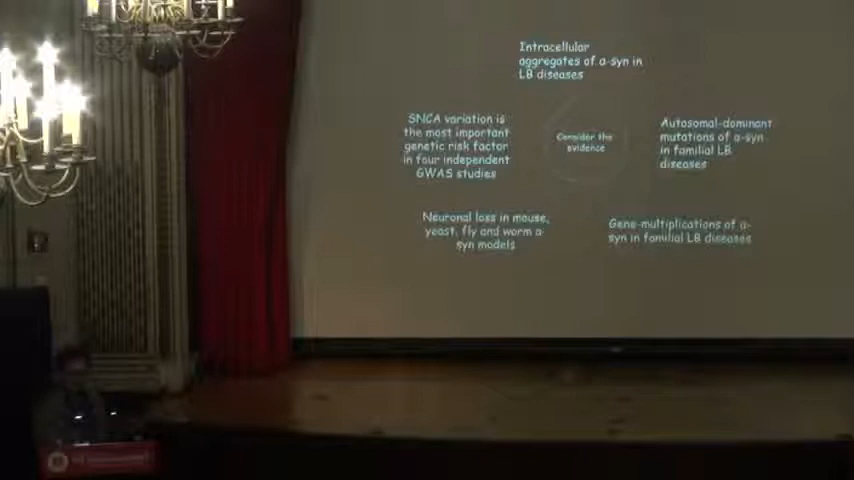 Intracellular
aggregates of a-syn in
LB diseases
SNCA variation is
the most important
genetic risk factor
in four independent
GWAS studies
Consider the
evidence
Autosomal-dominant
mutations of a-syn
in familial LB
diseases
Neuronal loss in mouse,
yeast, fly and worm a-
syn models
Gene-multiplications of a-
syn in familial LB diseases